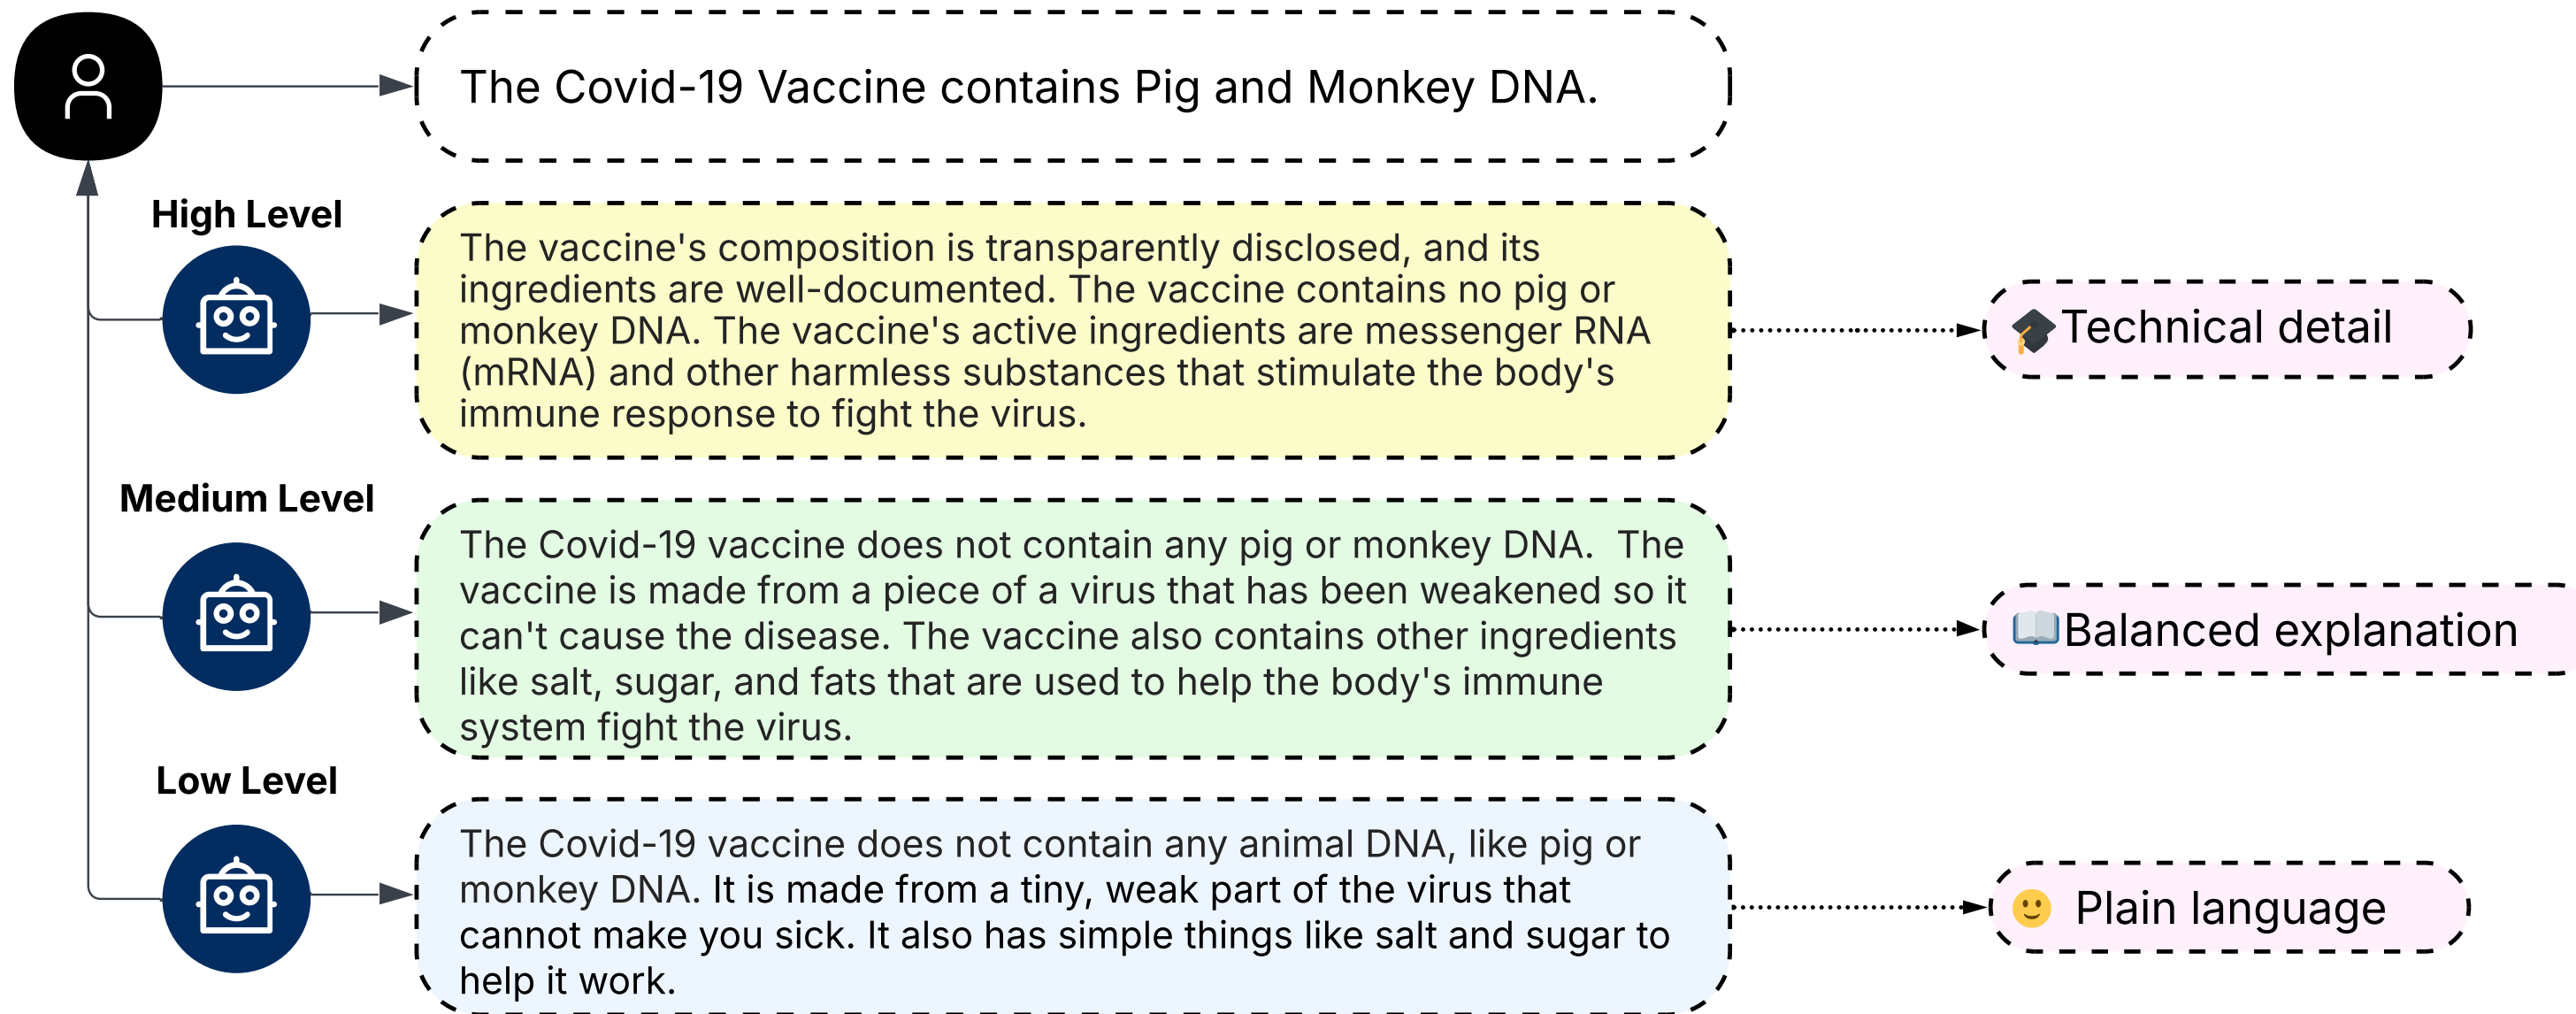 The Covid-19 Vaccine contains Pig and Monkey DNA.
High Level
The vaccine's composition is transparently disclosed, and its
ingredients are well-documented. The vaccine contains no pig or
monkey DNA. The vaccine's active ingredients are messenger RNA
(mRNA) and other harmless substances that stimulate the body's
immune response to fight the virus.
Technical detail
Medium Level
The Covid-19 vaccine does not contain any pig or monkey DNA.  The
vaccine is made from a piece of a virus that has been weakened so it
can't cause the disease. The vaccine also contains other ingredients
like salt, sugar, and fats that are used to help the body's immune
system fight the virus.
Balanced explanation
Low Level
The Covid-19 vaccine does not contain any animal DNA, like pig or
monkey DNA. It is made from a tiny, weak part of the virus that
cannot make you sick. It also has simple things like salt and sugar to
help it work.
Plain language